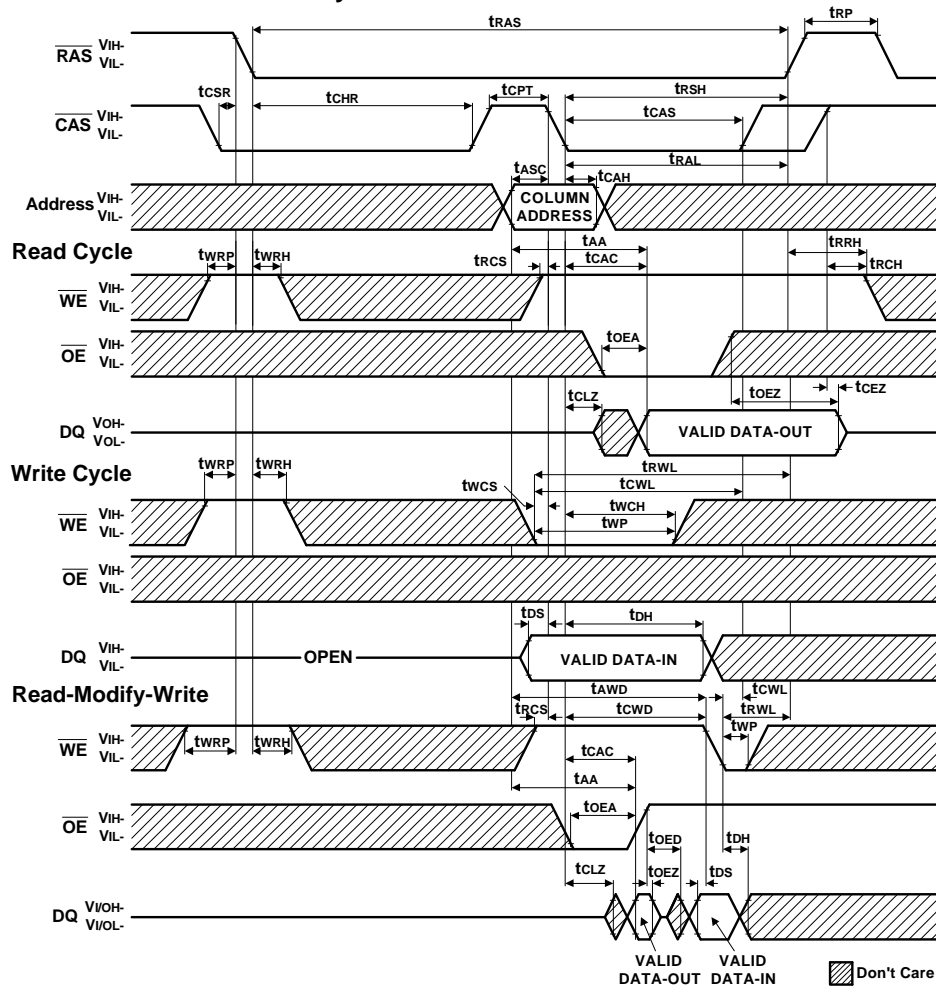 tRAS
tRP
RAS VIH-
VIL-
tCSR
tCHR
tCPT
tRSH
CAS VIH-
VIL-
tCAS
tRAL
tASC
tCAH
Address VIH-
VIL-
COLUMN
ADDRESS
Read Cycle
tWRP
tWRH
tRCS
tAA
tCAC
tRRH
tRCH
WE VIH-
VIL-
OE VIH-
VIL-
tOEA
tOEZ
tCEZ
tCLZ
DQ VOH-
VOL-
VALID DATA-OUT
Write Cycle
tWRP
tWRH
tWCS
tRWL
tCWL
tWCH
tWP
WE VIH-
VIL-
OE VIH-
VIL-
tDS
tDH
DQ VIH-
VIL-
OPEN
VALID DATA-IN
Read-Modify-Write
tAWD
tCWL
tRCS
tCWD
tRWL
tWP
WE VIH-
VIL-
tWRP
tWRH
tCAC
tAA
OE VIH-
VIL-
tOEA
tOED
tDH
tCLZ
tOEZ
tDS
DQ VI/OH-
VI/OL-
VALID
DATA-OUT
VALID
DATA-IN
Don't Care